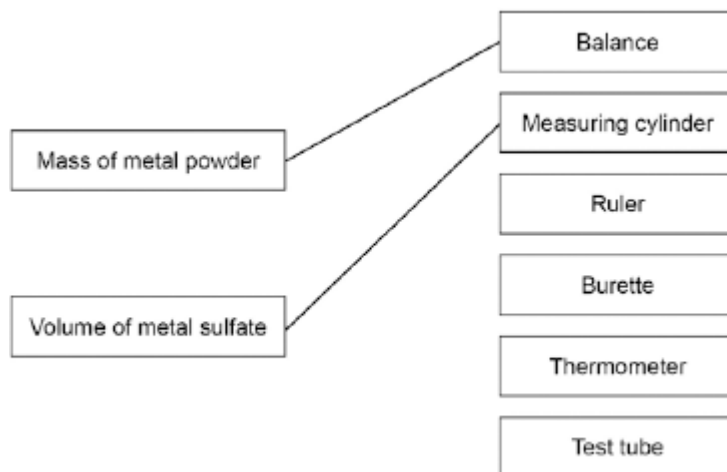 Balance
Measuring cylinder
Mass of metal powder
Ruler
Burette
Volume of metal sulfate
Thermometer
Test tube